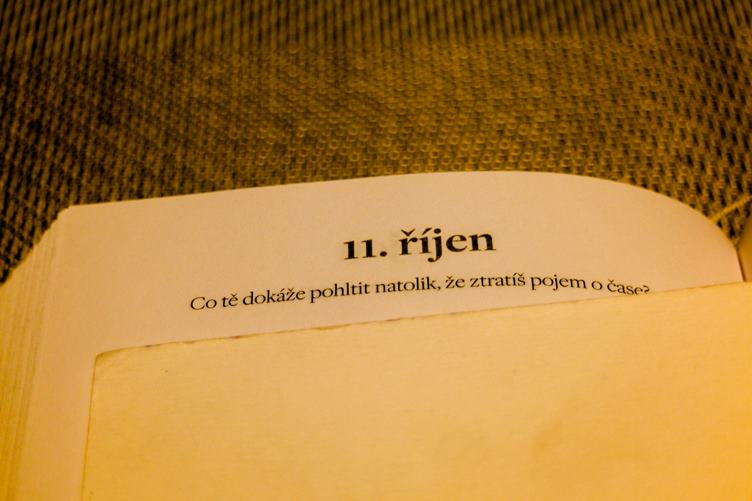 11. říjen
Co tě dokáže pohltit natolik, že ztratíš pojem o čase?